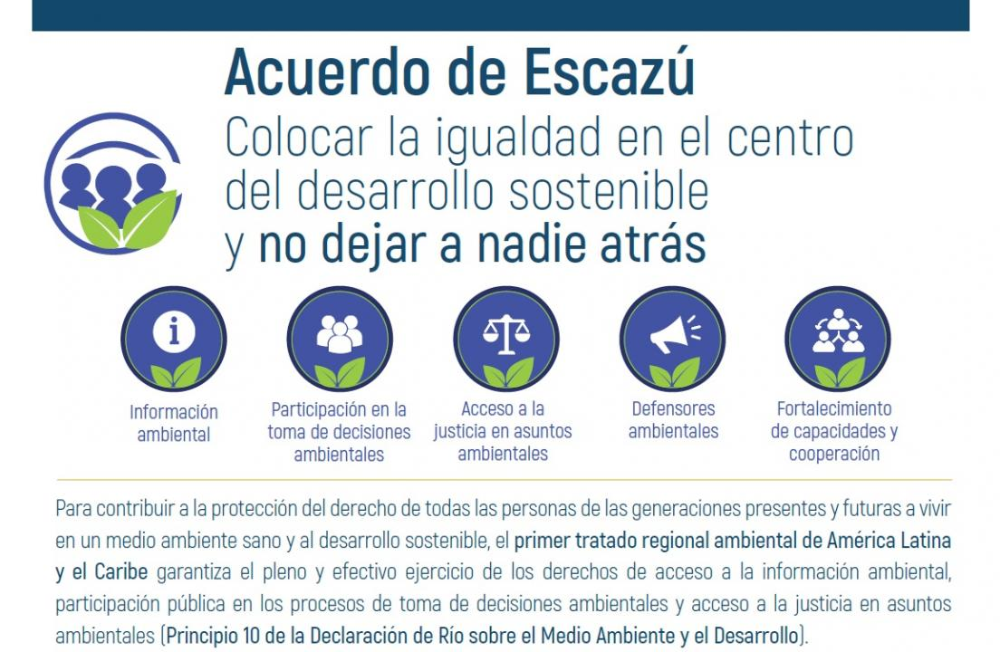 Acuerdo de Escazú
Colocar la igualdad en el centro
del desarrollo sostenible
y no dejar a nadie atrás
Información
ambiental
Participación en la
toma de decisiones
ambientales
Acceso a la
justicia en asuntos
ambientales
Defensores
ambientales
Fortalecimiento
de capacidades y
cooperación
Para contribuir a la protección del derecho de todas las personas de las generaciones presentes y futuras a vivir
en un medio ambiente sano y al desarrollo sostenible, el primer tratado regional ambiental de América Latina
y el Caribe garantiza el pleno y efectivo ejercicio de los derechos de acceso a la información ambiental,
participación pública en los procesos de toma de decisiones ambientales y acceso a la justicia en asuntos
ambientales (Principio 10 de la Declaración de Río sobre el Medio Ambiente y el Desarrollo).